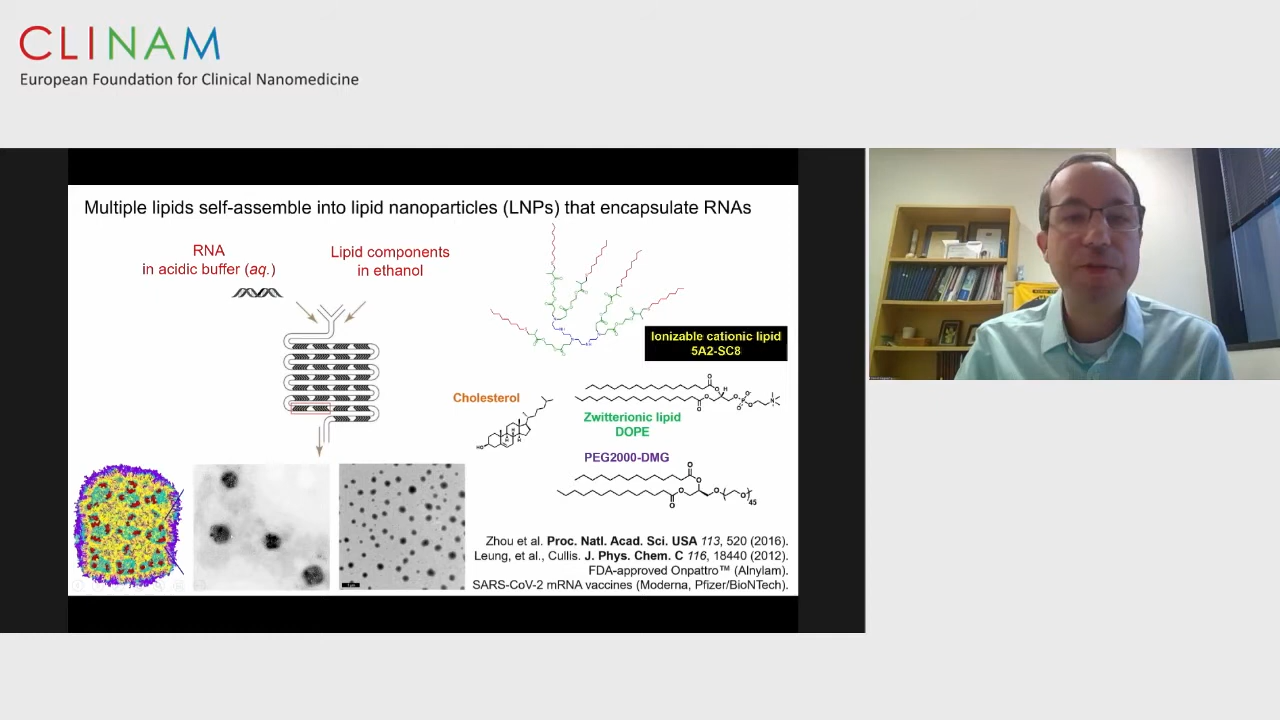 CLINAM
European Foundation for Clinical Nanomedicine
Multiple lipids self-assemble into lipid nanoparticles (LNPs) that encapsulate RNAs
RNA
in acidic buffer (aq.)
Lipid components
in ethanol
Ionizable cationic lipid
5A2-SC8
Cholesterol
Zwitterionic lipid
DOPE
PEG2000-DMG
45
Zhou et al. Proc. Natl. Acad. Sci. USA 113, 520 (2016).
Leung, et al., Cullis. J. Phys. Chem. C 116, 18440 (2012).
FDA-approved Onpattro™ (Alnylam).
SARS-CoV-2 mRNA vaccines (Moderna, Pfizer/BioNTech).